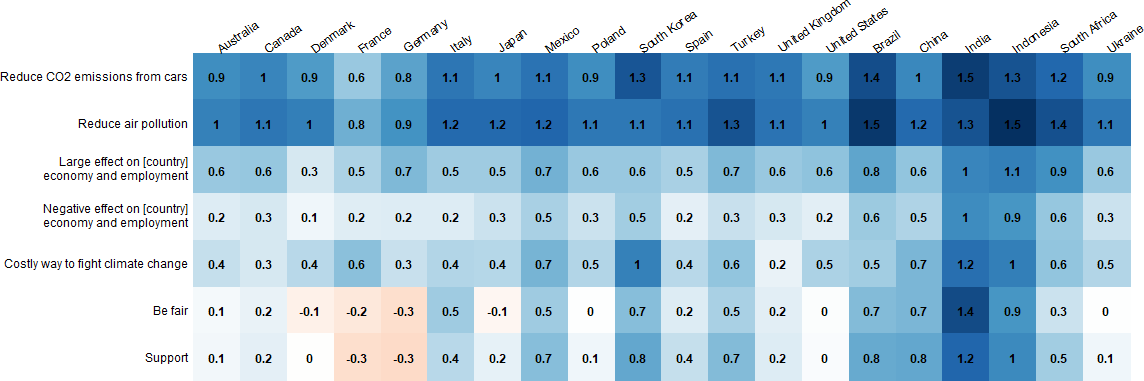 Australia Canada Denmark France Germany Italy Japan Mexico Poland South Korea Spain Turkey United Kingdom United States Brazil China India Indonesia South Africa Ukraine
Reduce CO2 emissions from cars 0.9 1 0.9 0.6 0.8 1.1 1 1.1 0.9 1.3 1.1 1.1 1.1 0.9 1.4 1 1.5 1.3 1.2 0.9
Reduce air pollution 1 1.1 1 0.8 0.9 1.2 1.2 1.2 1.1 1.1 1.1 1.3 1.1 1 1.5 1.2 1.3 1.5 1.4 1.1
Large effect on [country]
economy and employment 0.6 0.6 0.3 0.5 0.7 0.5 0.5 0.7 0.6 0.6 0.5 0.7 0.6 0.6 0.8 0.6 1 1.1 0.9 0.6
Negative effect on [country]
economy and employment 0.2 0.3 0.1 0.2 0.2 0.2 0.3 0.5 0.3 0.5 0.2 0.3 0.3 0.2 0.6 0.5 1 0.9 0.6 0.3
Costly way to fight climate change 0.4 0.3 0.4 0.6 0.3 0.4 0.4 0.7 0.5 1 0.4 0.6 0.2 0.5 0.5 0.7 1.2 1 0.6 0.5
Be fair 0.1 0.2 -0.1 -0.2 -0.3 0.5 -0.1 0.5 0 0.7 0.2 0.5 0.2 0 0.7 0.7 1.4 0.9 0.3 0
Support 0.1 0.2 0 -0.3 -0.3 0.4 0.2 0.7 0.1 0.8 0.4 0.7 0.2 0 0.8 0.8 1.2 1 0.5 0.1